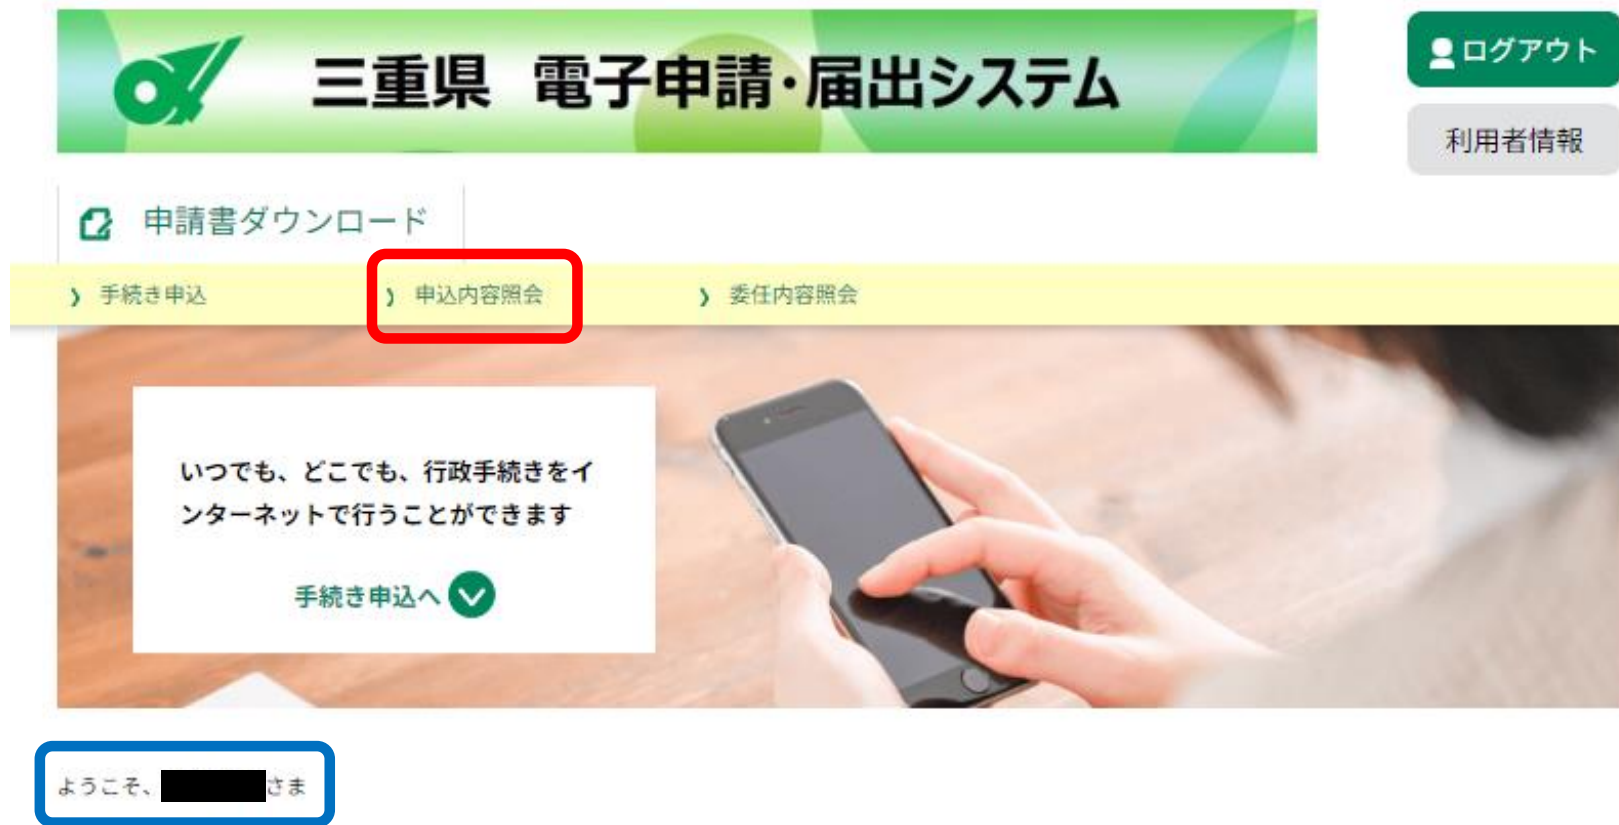 三重県 電子申請・届出システム
ログアウト
利用者情報
申請書ダウンロード
手続き申込
申込内容照会
委任内容照会
いつでも、どこでも、行政手続きをイ
ンターネットで行うことができます
手続き申込へ
ようこそ、 さま